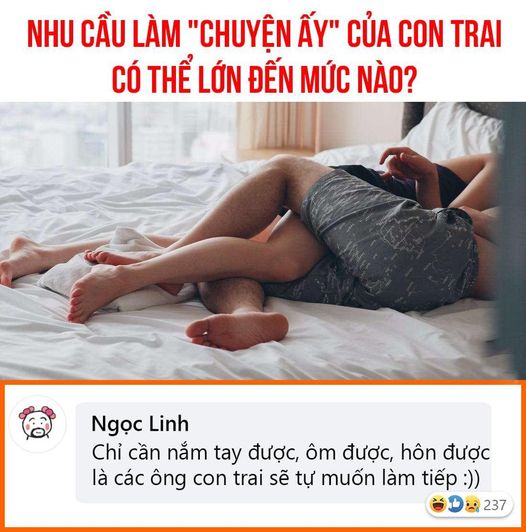 NHU CẦU LÀM "CHUYỆN ẤY" CỦA CON TRAI
CÓ THỂ LỚN ĐẾN MỨC NÀO?
Ngọc Linh
Chỉ cần nắm tay được, ôm được, hôn được
là các ông con trai sẽ tự muốn làm tiếp :))
237